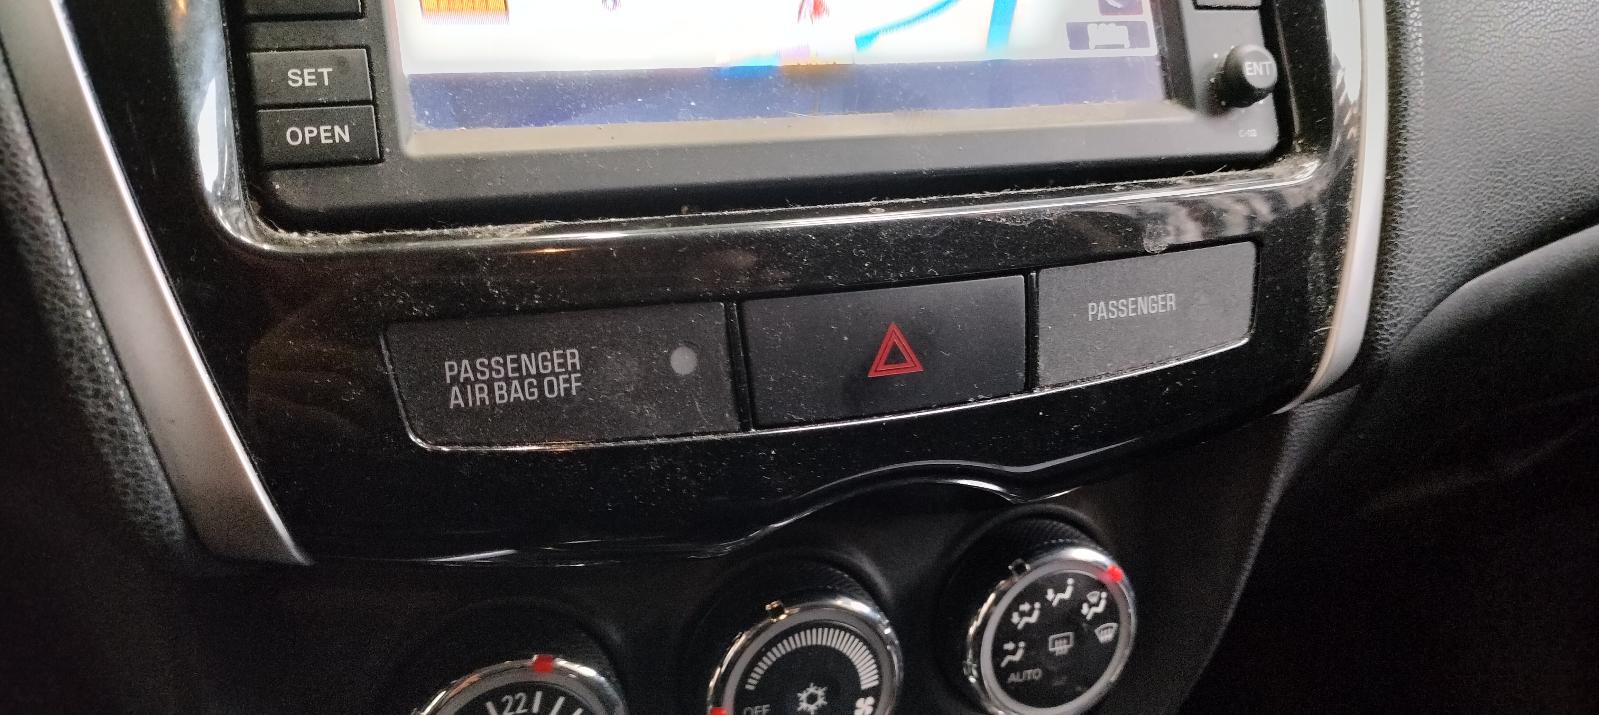 SET
OPEN
ENT
PASSENGER
AIR BAG OFF
PASSENGER
22
OFF
AUTO